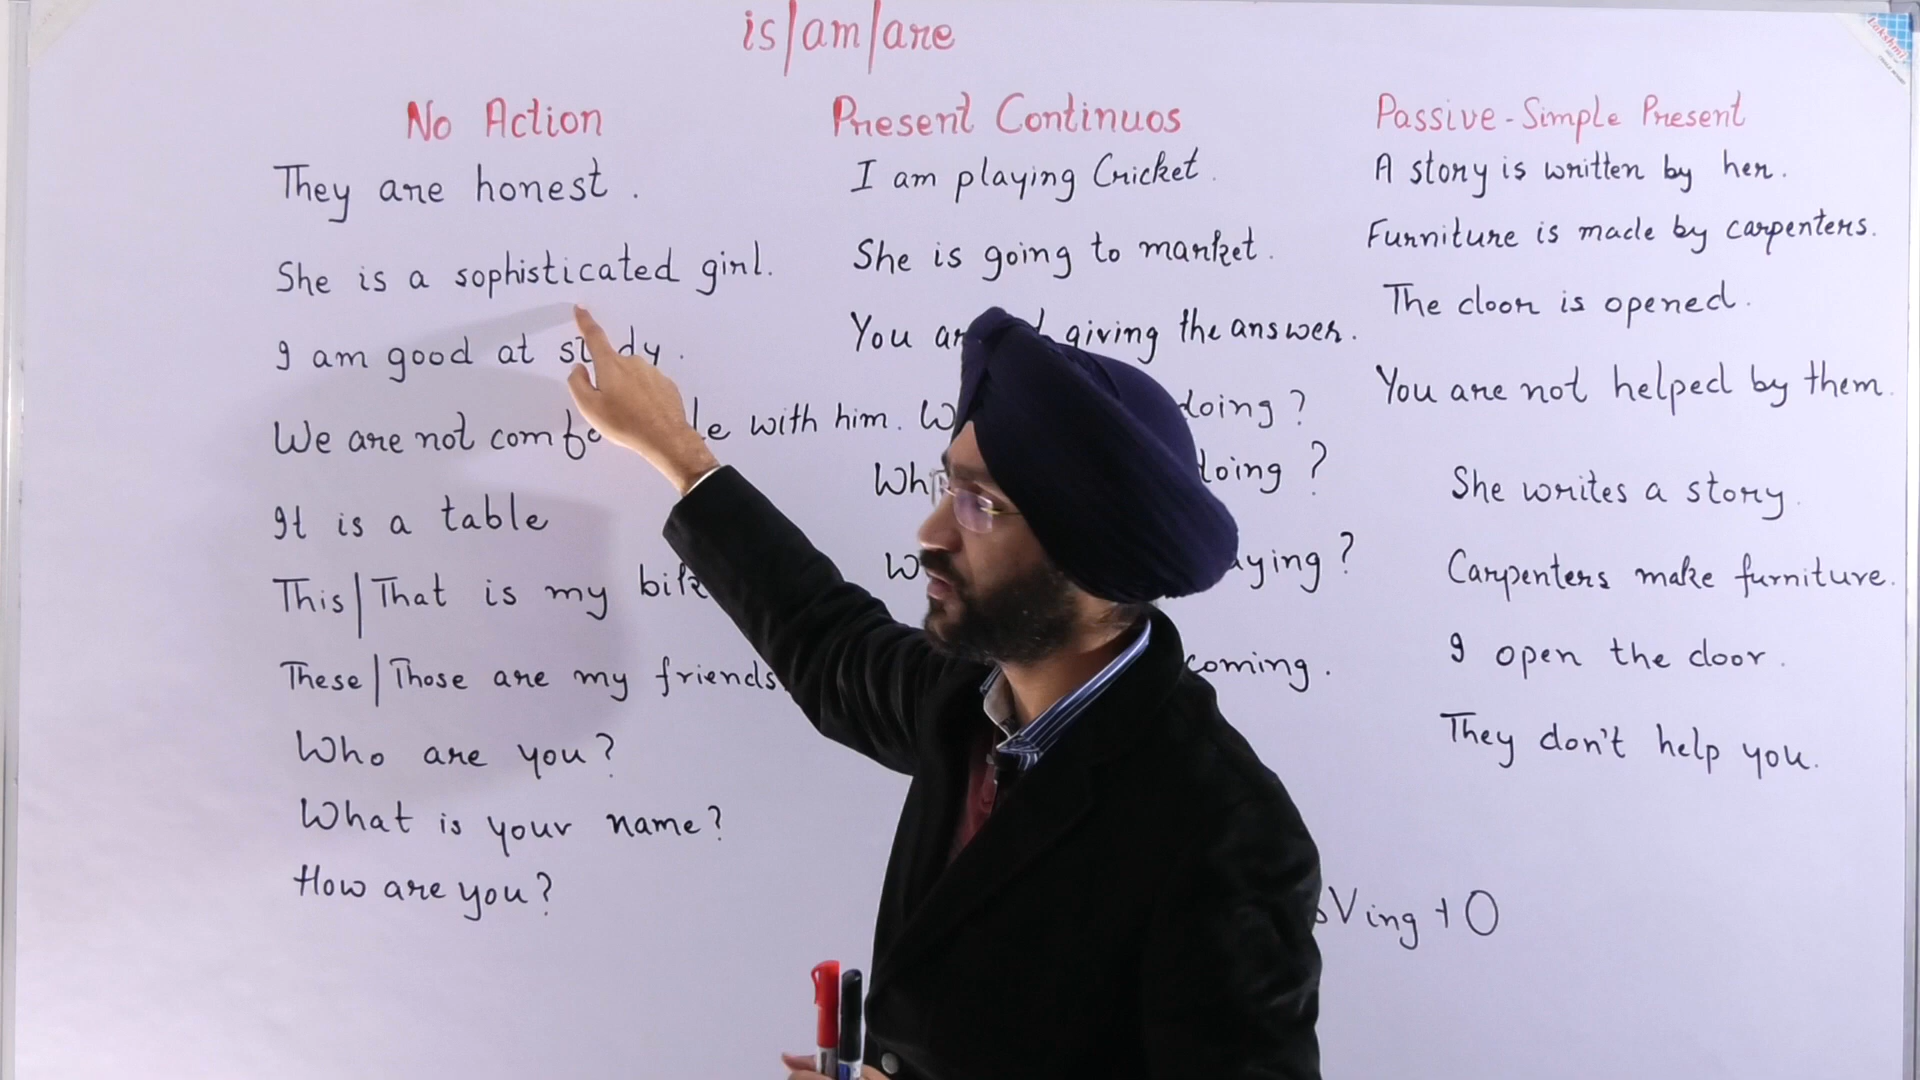 is/am/are
No Action
They are honest.
She is a sophisticated girl.
I am good at
We are not with him.
It is a table
This/That is my
These/Those are my friends
Who are you?
What is your name?
How are you?
Present Continuos
I am playing Cricket.
She is going to market.
You giving the answer.
doing?
doing?
coming.
Passive-Simple Present
A story is written by her.
Furniture is made by carpenters.
The door is opened.
You are not helped by them.
She writes a story.
Carpenters make furniture.
I open the door.
They don't help you.
Ving + O
Lakshmi